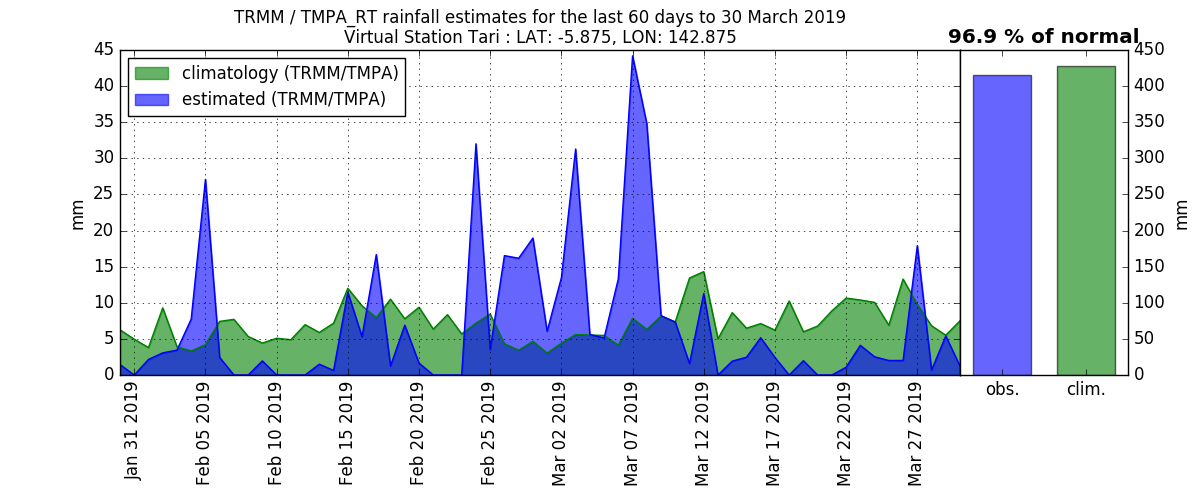 TRMM / TMPA_RT rainfall estimates for the last 60 days to 30 March 2019
Virtual Station Tari : LAT: -5.875, LON: 142.875
96.9 % of normal
climatology (TRMM/TMPA)
estimated (TRMM/TMPA)
mm
45
40
35
30
25
20
15
10
5
0
Jan 31 2019
Feb 05 2019
Feb 10 2019
Feb 15 2019
Feb 20 2019
Feb 25 2019
Mar 02 2019
Mar 07 2019
Mar 12 2019
Mar 17 2019
Mar 22 2019
Mar 27 2019
obs.
clim.
450
400
350
300
250
200
150
100
50
0
mm